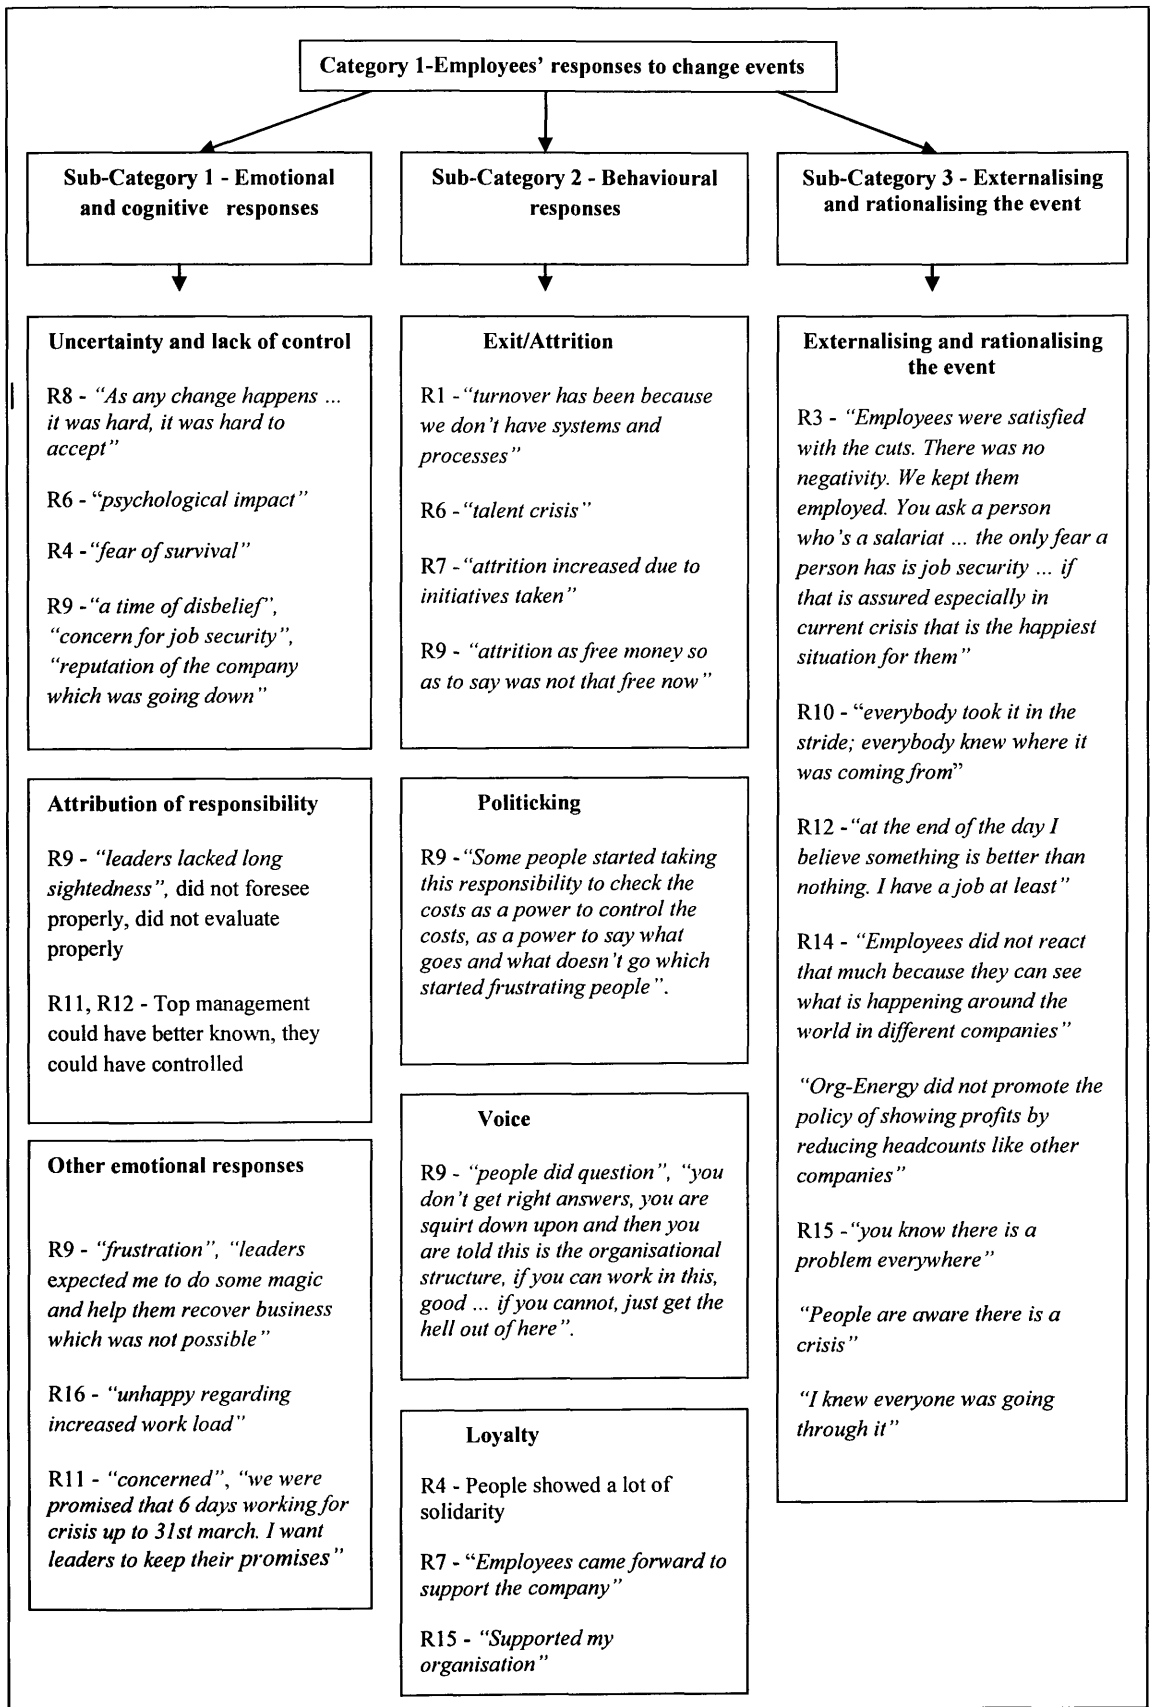 Category 1-Employees' responses to change events
Sub-Category 1 - Emotional
and cognitive responses
Sub-Category 2 - Behavioural
responses
Sub-Category 3 - Externalising
and rationalising the event
Uncertainty and lack of control
R8 - "As any change happens ...
it was hard, it was hard to
accept"
R6 - "psychological impact"
R4 - "fear of survival"
R9 - "a time of disbelief",
"concern for job security",
"reputation of the company
which was going down"
Attribution of responsibility
R9 - "leaders lacked long
sightedness", did not foresee
properly, did not evaluate
properly
R11, R12 - Top management
could have better known, they
could have controlled
Other emotional responses
R9 - "frustration", "leaders
expected me to do some magic
and help them recover business
which was not possible"
R16 - "unhappy regarding
increased work load"
R11 - "concerned", "we were
promised that 6 days working for
crisis up to 31st march. I want
leaders to keep their promises"
Exit/Attrition
R1 - "turnover has been because
we don't have systems and
processes"
R6 - "talent crisis"
R7 - "attrition increased due to
initiatives taken"
R9 - "attrition as free money so
as to say was not that free now"
Politicking
R9 - "Some people started taking
this responsibility to check the
costs as a power to control the
costs, as a power to say what
goes and what doesn't go which
started frustrating people".
Voice
R9 - "people did question", "you
don't get right answers, you are
squirt down upon and then you
are told this is the organisational
structure, if you can work in this,
good ... if you cannot, just get the
hell out of here".
Loyalty
R4 - People showed a lot of
solidarity
R7 - "Employees came forward to
support the company"
R15 - "Supported my
organisation"
Externalising and rationalising
the event
R3 - "Employees were satisfied
with the cuts. There was no
negativity. We kept them
employed. You ask a person
who's a salariat ... the only fear a
person has is job security ... if
that is assured especially in
current crisis that is the happiest
situation for them"
R10 - "everybody took it in the
stride; everybody knew where it
was coming from"
R12 - "at the end of the day I
believe something is better than
nothing. I have a job at least"
R14 - "Employees did not react
that much because they can see
what is happening around the
world in different companies"
"Org-Energy did not promote the
policy of showing profits by
reducing headcounts like other
companies"
R15 - "you know there is a
problem everywhere"
"People are aware there is a
crisis"
"I knew everyone was going
through it"